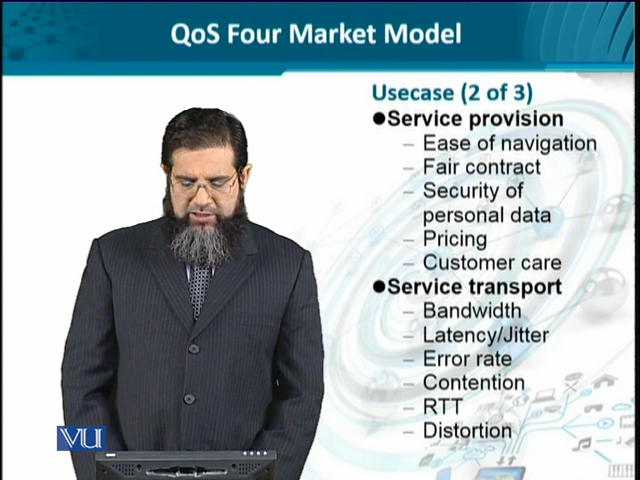 QoS Four Market Model
Usecase (2 of 3)
●Service provision
– Ease of navigation
– Fair contract
– Security of
personal data
– Pricing
– Customer care
●Service transport
– Bandwidth
– Latency/Jitter
– Error rate
– Contention
– RTT
– Distortion
VU